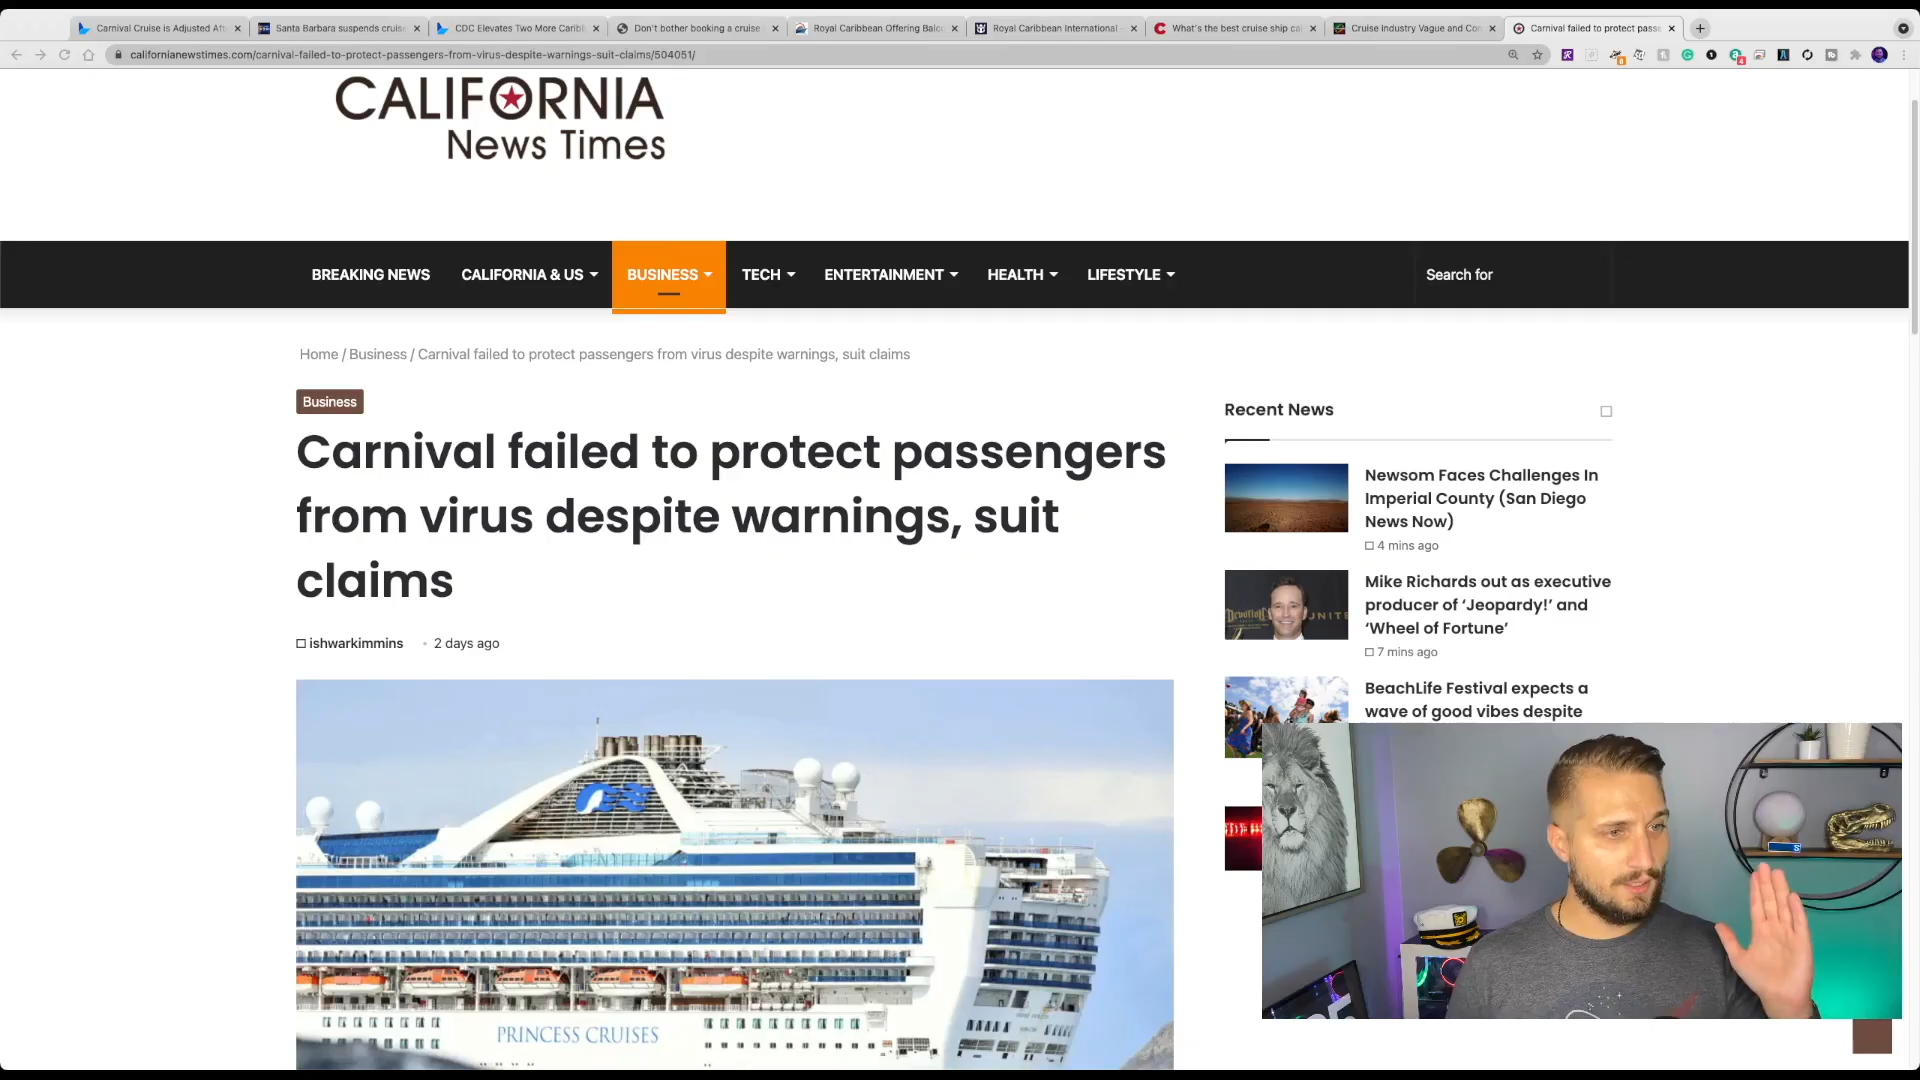 Carnival Cruise is Adjusted Aft
Santa Barbara suspends cruise
CDC Elevates Two More Caribb
Don't bother booking a cruise
Royal Caribbean Offering Balco
Royal Caribbean International -
What's the best cruise ship cal
Cruise Industry Vague and Con
Carnival failed to protect passe
californianewstimes.com/carnival-failed-to-protect-passengers-from-virus-despite-warnings-suit-claims/504051/
CALIFORNIA
News Times
BREAKING NEWS
CALIFORNIA & US
BUSINESS
TECH
ENTERTAINMENT
HEALTH
LIFESTYLE
Search for
Home / Business / Carnival failed to protect passengers from virus despite warnings, suit claims
Business
Carnival failed to protect passengers
from virus despite warnings, suit
claims
ishwarkimmins • 2 days ago
PRINCESS CRUISES
Recent News
Newsom Faces Challenges In
Imperial County (San Diego
News Now)
4 mins ago
Mike Richards out as executive
producer of ‘Jeopardy!’ and
‘Wheel of Fortune’
7 mins ago
BeachLife Festival expects a
wave of good vibes despite